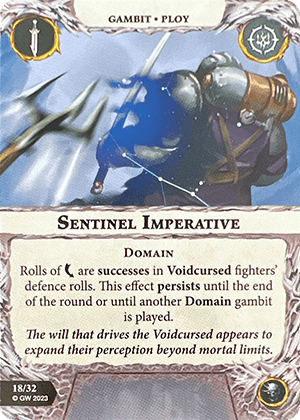 GAMBIT • PLOY
SENTINEL IMPERATIVE
DOMAIN
Rolls of are successes in Voidcursed fighters'
defence rolls. This effect persists until the end
of the round or until another Domain gambit
is played.
The will that drives the Voidcursed appears to
expand their perception beyond mortal limits.
18/32
© GW 2023